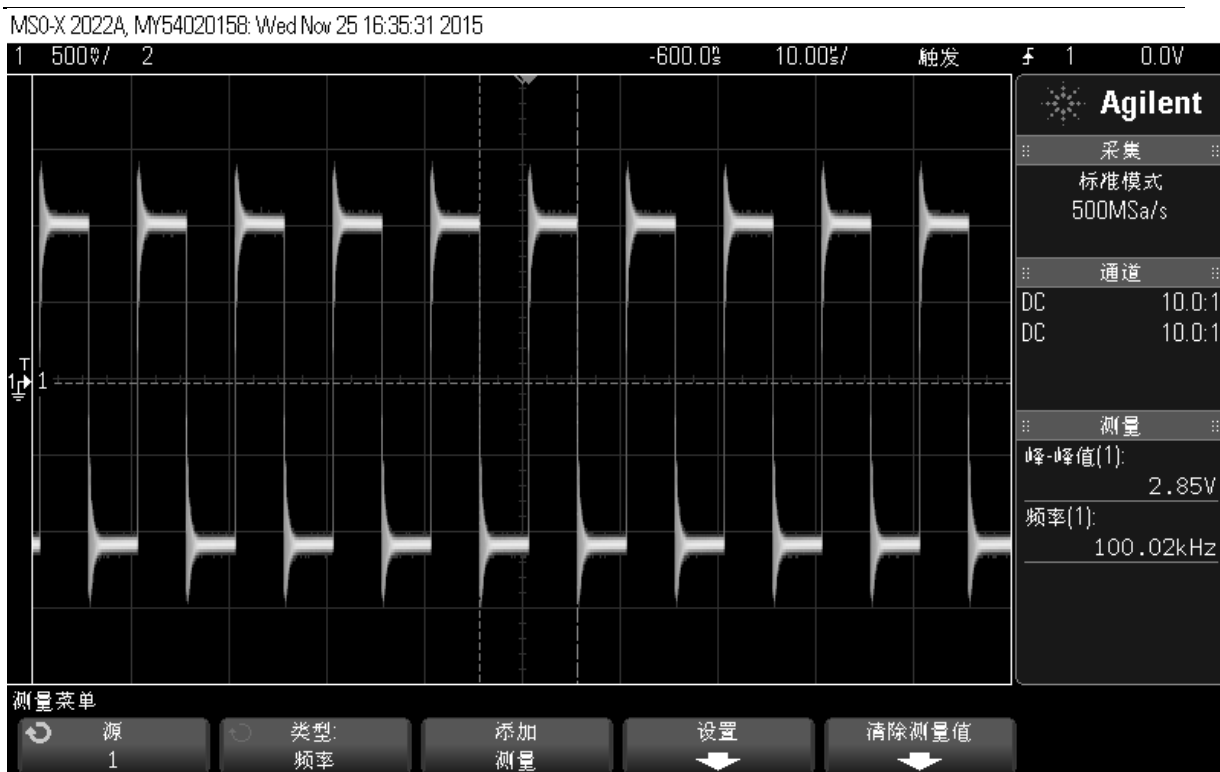 MSO-X 2022A, MY54020158: Wed Nov 25 16:35:31 2015
1 500mV/ 2 -600.0ns 10.00us/ 触发 1 0.0V
Agilent
采集
标准模式
500MSa/s
通道
DC 10.0:1
DC 10.0:1
T
1 1
测量
峰-峰值(1):
2.85V
频率(1):
100.02kHz
测量菜单
源
1
类型:
频率
添加
测量
设置
清除测量值